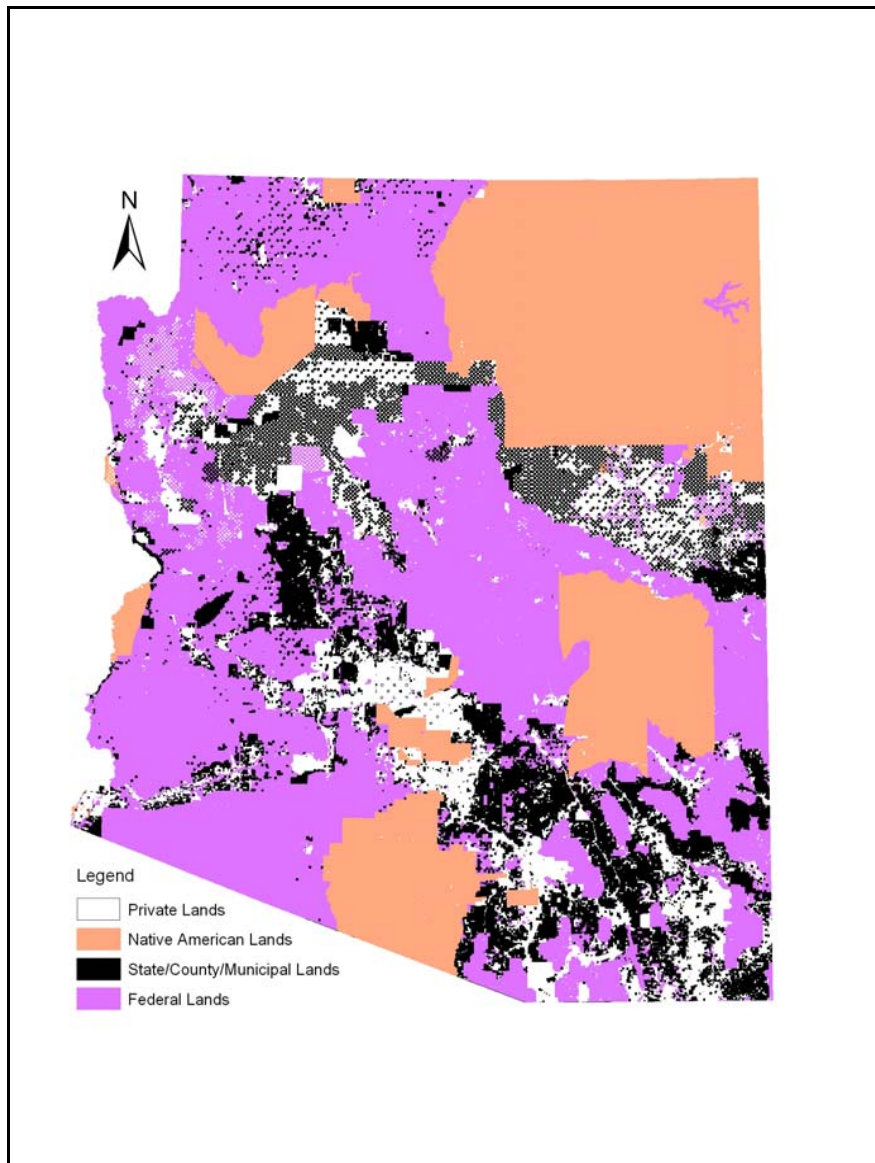 N
Legend
Private Lands
Native American Lands
State/County/Municipal Lands
Federal Lands